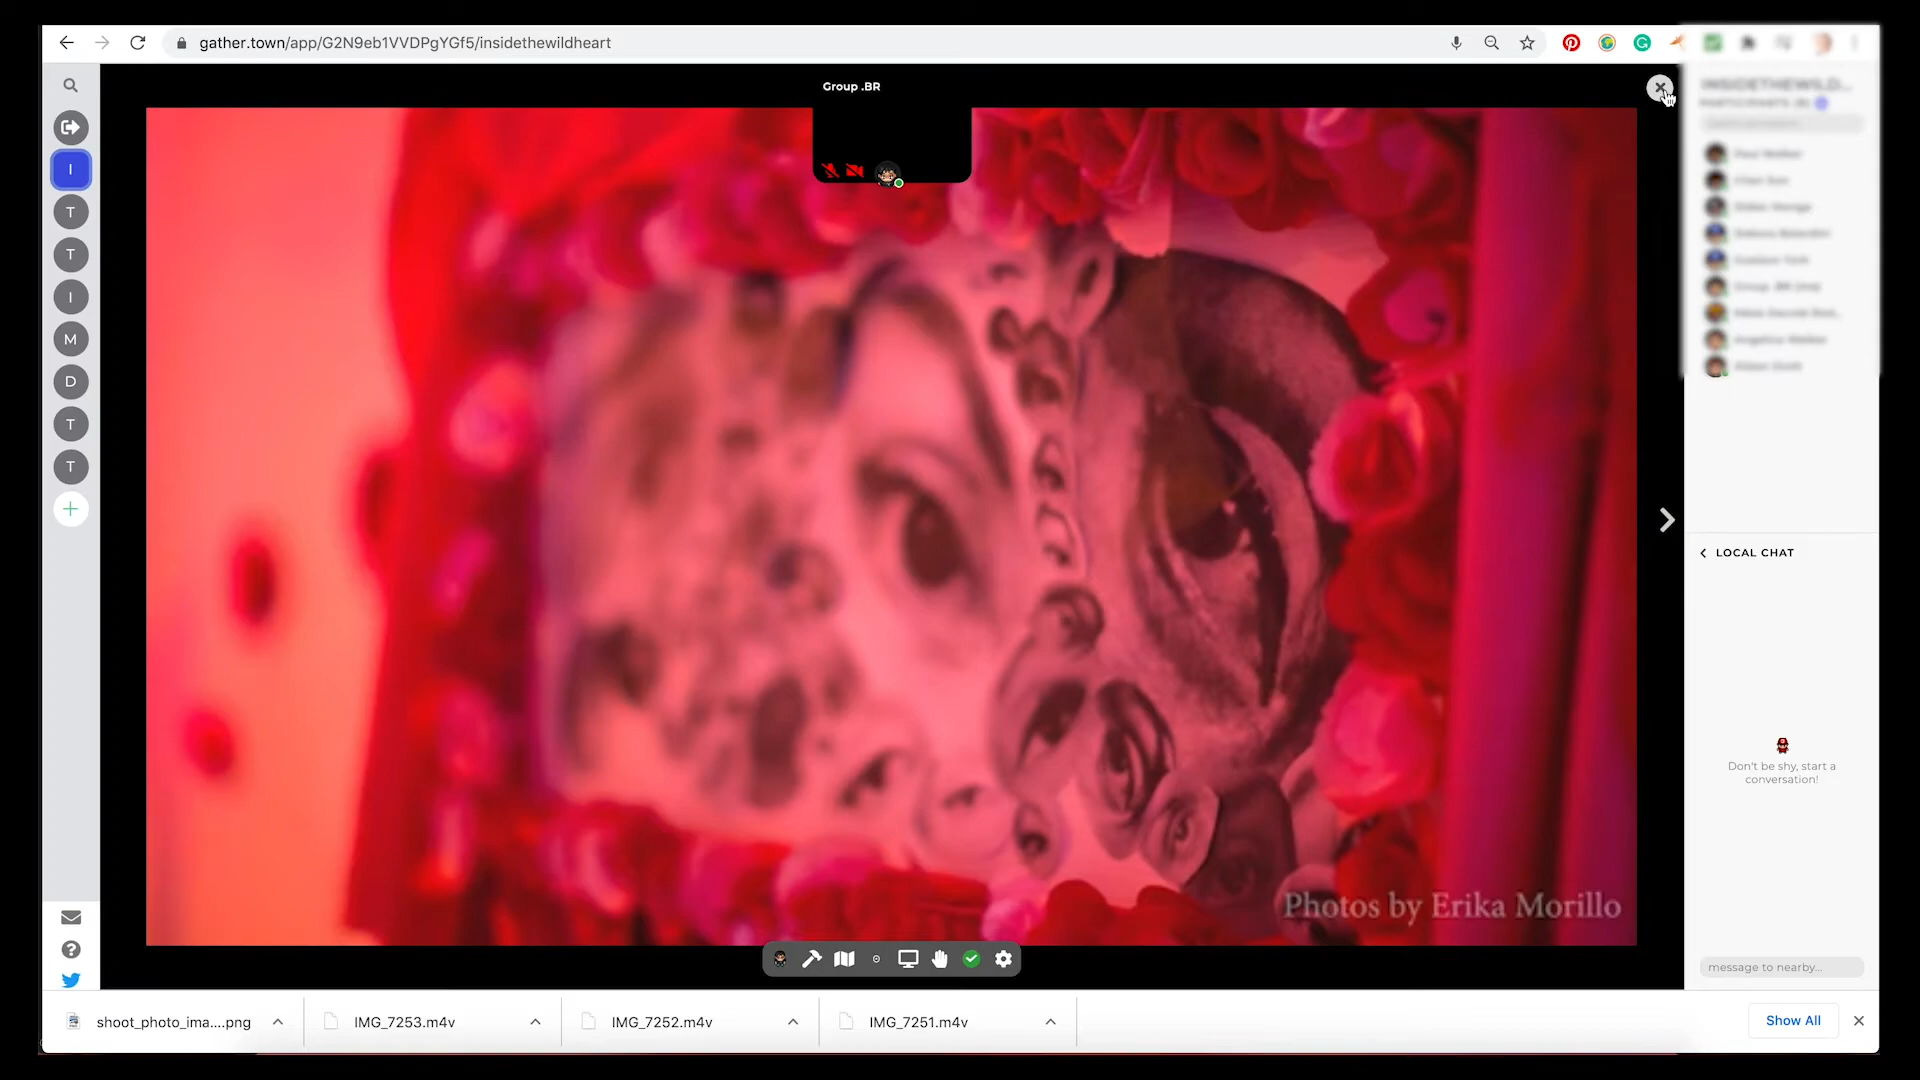 gather.town/app/G2N9eb1VVDPgYGf5/insidethewildheart
Group .BR
I
T
T
I
M
D
T
T
LOCAL CHAT
Don't be shy, start a
conversation!
message to nearby...
Photos by Erika Morillo
shoot_photo_ima....png
IMG_7253.m4v
IMG_7252.m4v
IMG_7251.m4v
Show All